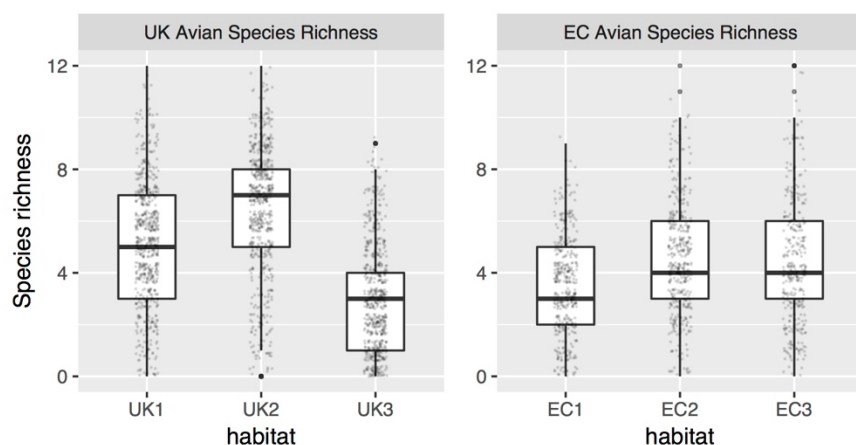 UK Avian Species Richness
Species richness
12
8
4
0
UK1 UK2 UK3
habitat
EC Avian Species Richness
12
8
4
0
EC1 EC2 EC3
habitat